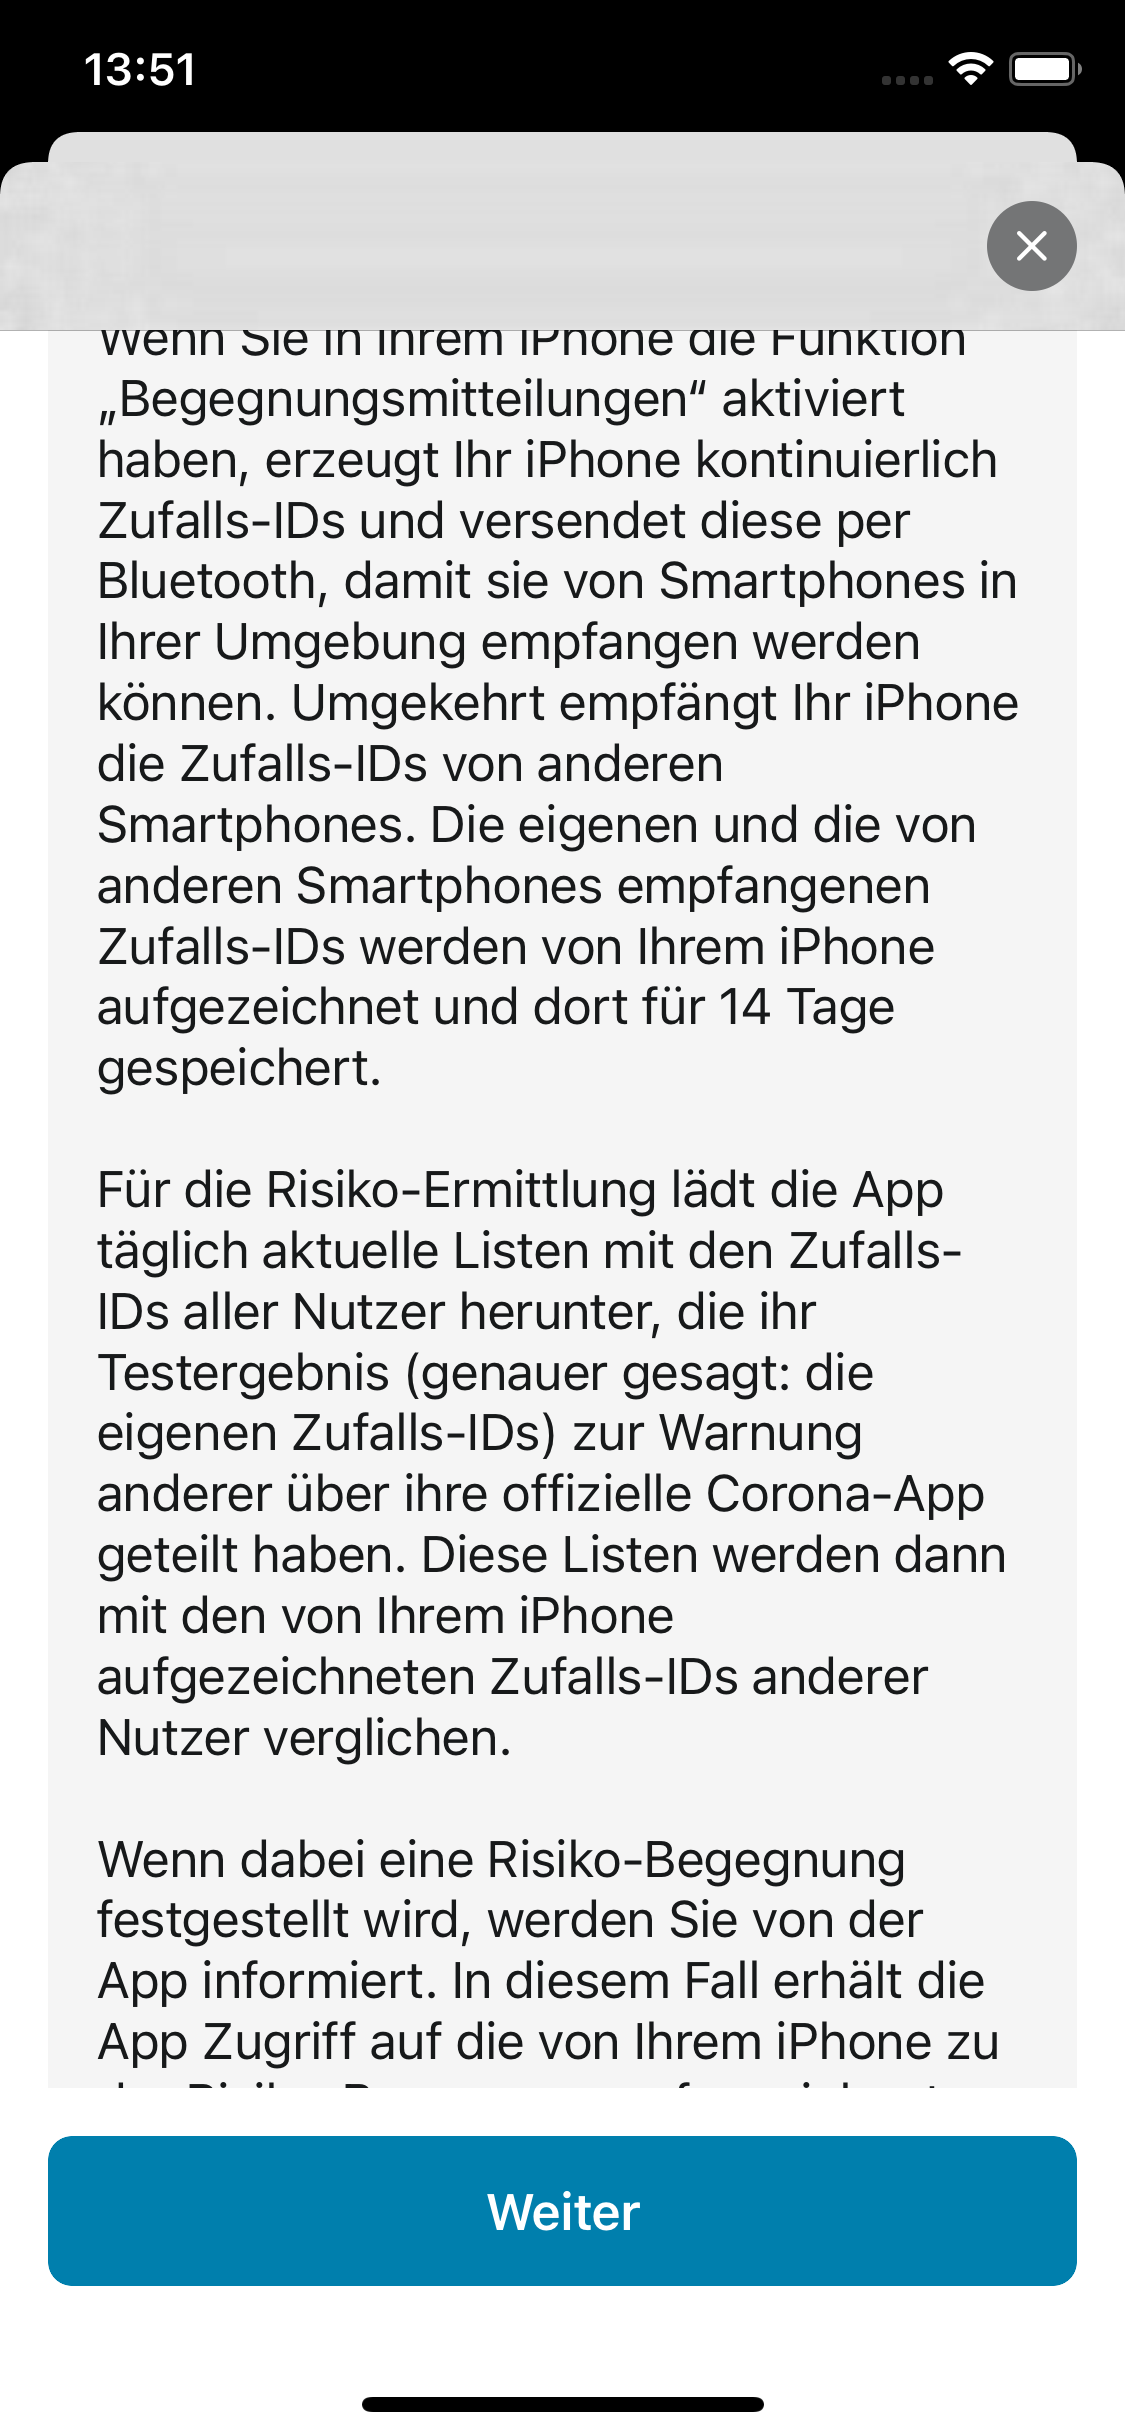 13:51
Wenn Sie in Ihrem iPhone die Funktion
„Begegnungsmitteilungen“ aktiviert
haben, erzeugt Ihr iPhone kontinuierlich
Zufalls-IDs und versendet diese per
Bluetooth, damit sie von Smartphones in
Ihrer Umgebung empfangen werden
können. Umgekehrt empfängt Ihr iPhone
die Zufalls-IDs von anderen
Smartphones. Die eigenen und die von
anderen Smartphones empfangenen
Zufalls-IDs werden von Ihrem iPhone
aufgezeichnet und dort für 14 Tage
gespeichert.
Für die Risiko-Ermittlung lädt die App
täglich aktuelle Listen mit den Zufalls-
IDs aller Nutzer herunter, die ihr
Testergebnis (genauer gesagt: die
eigenen Zufalls-IDs) zur Warnung
anderer über ihre offizielle Corona-App
geteilt haben. Diese Listen werden dann
mit den von Ihrem iPhone
aufgezeichneten Zufalls-IDs anderer
Nutzer verglichen.
Wenn dabei eine Risiko-Begegnung
festgestellt wird, werden Sie von der
App informiert. In diesem Fall erhält die
App Zugriff auf die von Ihrem iPhone zu
Weiter